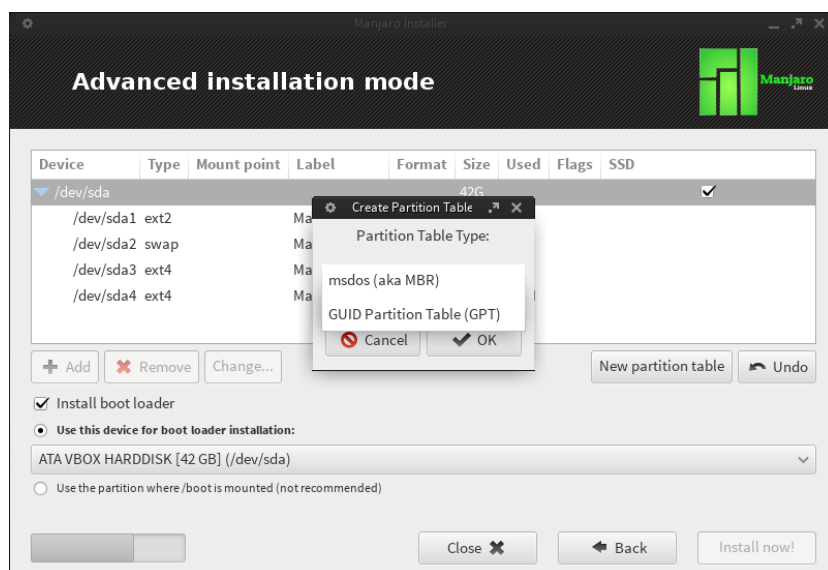 Manjaro Installer
Advanced installation mode
Manjaro
Linux
Device Type Mount point Label Format Size Used Flags SSD
/dev/sda 42G
/dev/sda1 ext2 Ma
/dev/sda2 swap Ma
/dev/sda3 ext4 Ma
/dev/sda4 ext4 Ma
Create Partition Table
Partition Table Type:
msdos (aka MBR)
GUID Partition Table (GPT)
Cancel OK
Add Remove Change... New partition table Undo
Install boot loader
Use this device for boot loader installation:
ATA VBOX HARDDISK [42 GB] (/dev/sda)
Use the partition where /boot is mounted (not recommended)
Close Back Install now!